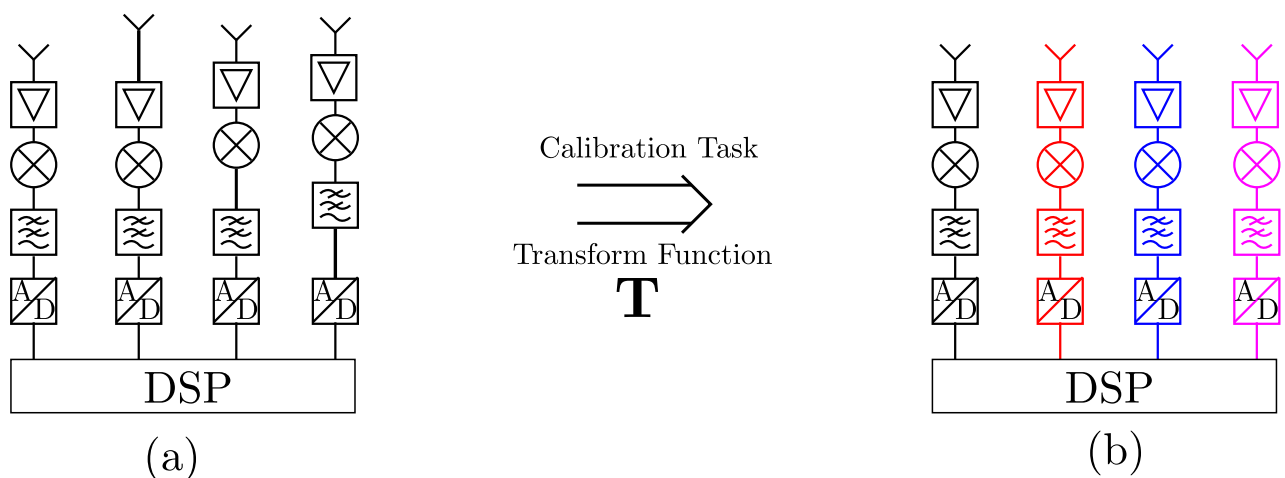 Calibration Task
Transform Function
T
A D A D A D A D
A D A D A D A D
DSP
DSP
(a)
(b)